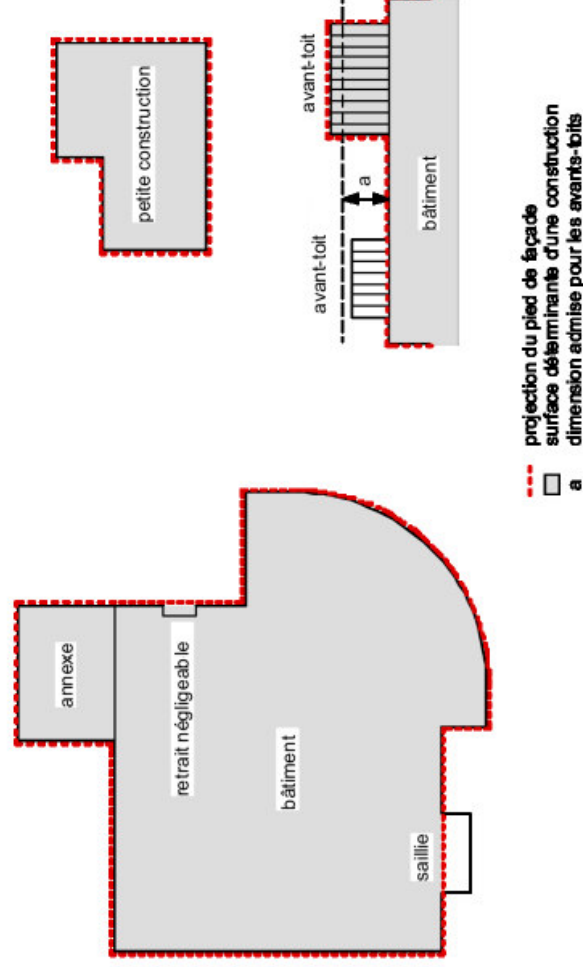 annexe
retrait négligeable
bâtiment
saillie
petite construction
avant-toit
avant-toit
a
bâtiment
projection du pied de façade
surface déterminante d'une construction
a dimension admise pour les avants-toits